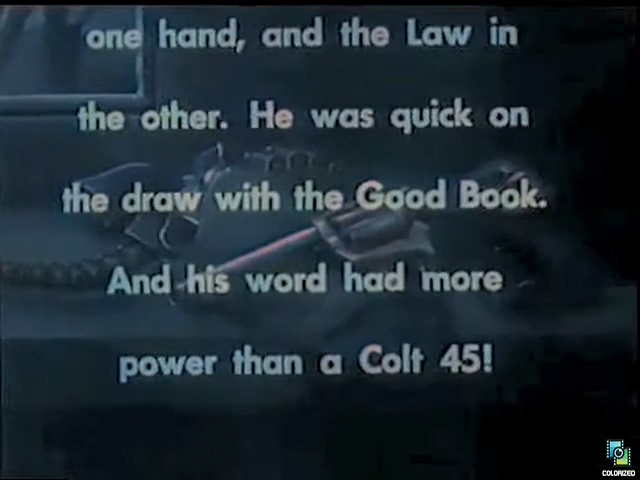 one hand, and the Law in
the other. He was quick on
the draw with the Good Book.
And his word had more
power than a Colt 45!
COLORIZED